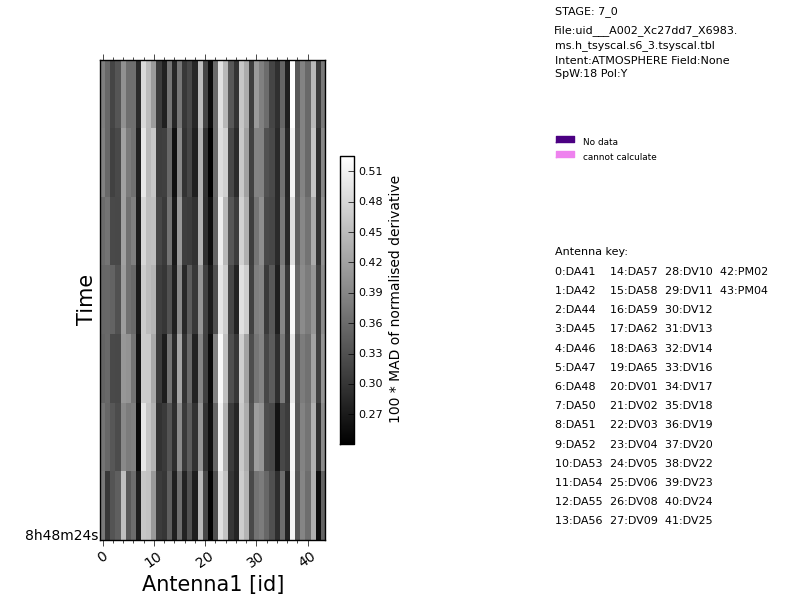 STAGE: 7_0
File:uid___A002_Xc27dd7_X6983.
ms.h_tsyscal.s6_3.tsyscal.tbl
Intent:ATMOSPHERE Field:None
SpW:18 Pol:Y
No data
cannot calculate
0.51
0.48
0.45
0.42
0.39
0.36
0.33
0.30
0.27
100 * MAD of normalised derivative
Time
8h48m24s
0 10 20 30 40
Antenna1 [id]
Antenna key:
0:DA41 14:DA57 28:DV10 42:PM02
1:DA42 15:DA58 29:DV11 43:PM04
2:DA44 16:DA59 30:DV12
3:DA45 17:DA62 31:DV13
4:DA46 18:DA63 32:DV14
5:DA47 19:DA65 33:DV16
6:DA48 20:DV01 34:DV17
7:DA50 21:DV02 35:DV18
8:DA51 22:DV03 36:DV19
9:DA52 23:DV04 37:DV20
10:DA53 24:DV05 38:DV22
11:DA54 25:DV06 39:DV23
12:DA55 26:DV08 40:DV24
13:DA56 27:DV09 41:DV25